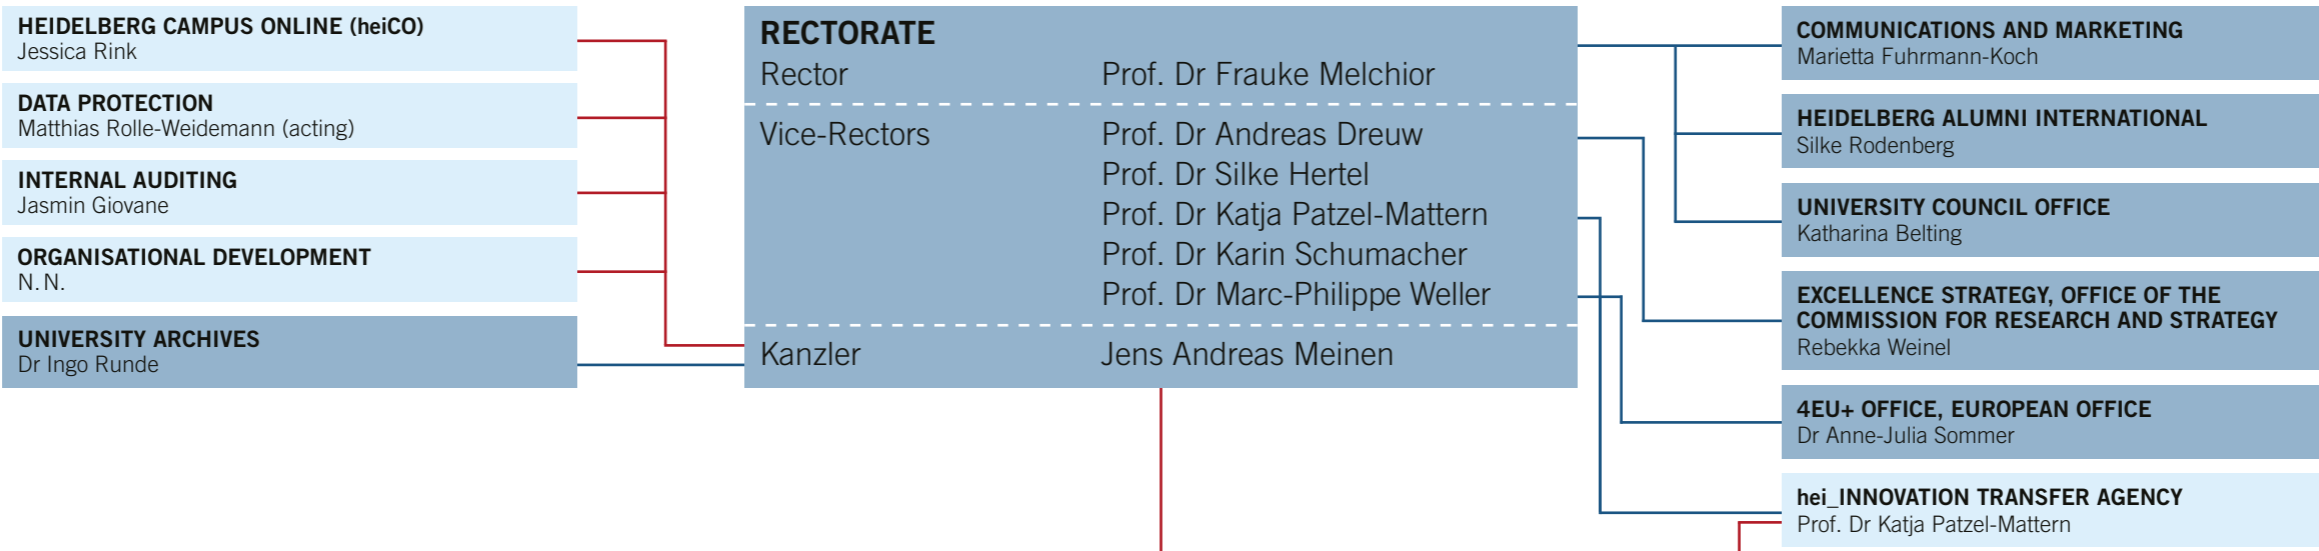 HEIDELBERG CAMPUS ONLINE (heiCO)
Jessica Rink
DATA PROTECTION
Matthias Rolle-Weidemann (acting)
INTERNAL AUDITING
Jasmin Giovane
ORGANISATIONAL DEVELOPMENT
N. N.
UNIVERSITY ARCHIVES
Dr Ingo Runde
RECTORATE
Rector Prof. Dr Frauke Melchior
Vice-Rectors Prof. Dr Andreas Dreuw
Prof. Dr Silke Hertel
Prof. Dr Katja Patzel-Mattern
Prof. Dr Karin Schumacher
Prof. Dr Marc-Philippe Weller
Kanzler Jens Andreas Meinen
COMMUNICATIONS AND MARKETING
Marietta Fuhrmann-Koch
HEIDELBERG ALUMNI INTERNATIONAL
Silke Rodenberg
UNIVERSITY COUNCIL OFFICE
Katharina Belting
EXCELLENCE STRATEGY, OFFICE OF THE
COMMISSION FOR RESEARCH AND STRATEGY
Rebekka Weinel
4EU+ OFFICE, EUROPEAN OFFICE
Dr Anne-Julia Sommer
hei_INNOVATION TRANSFER AGENCY
Prof. Dr Katja Patzel-Mattern